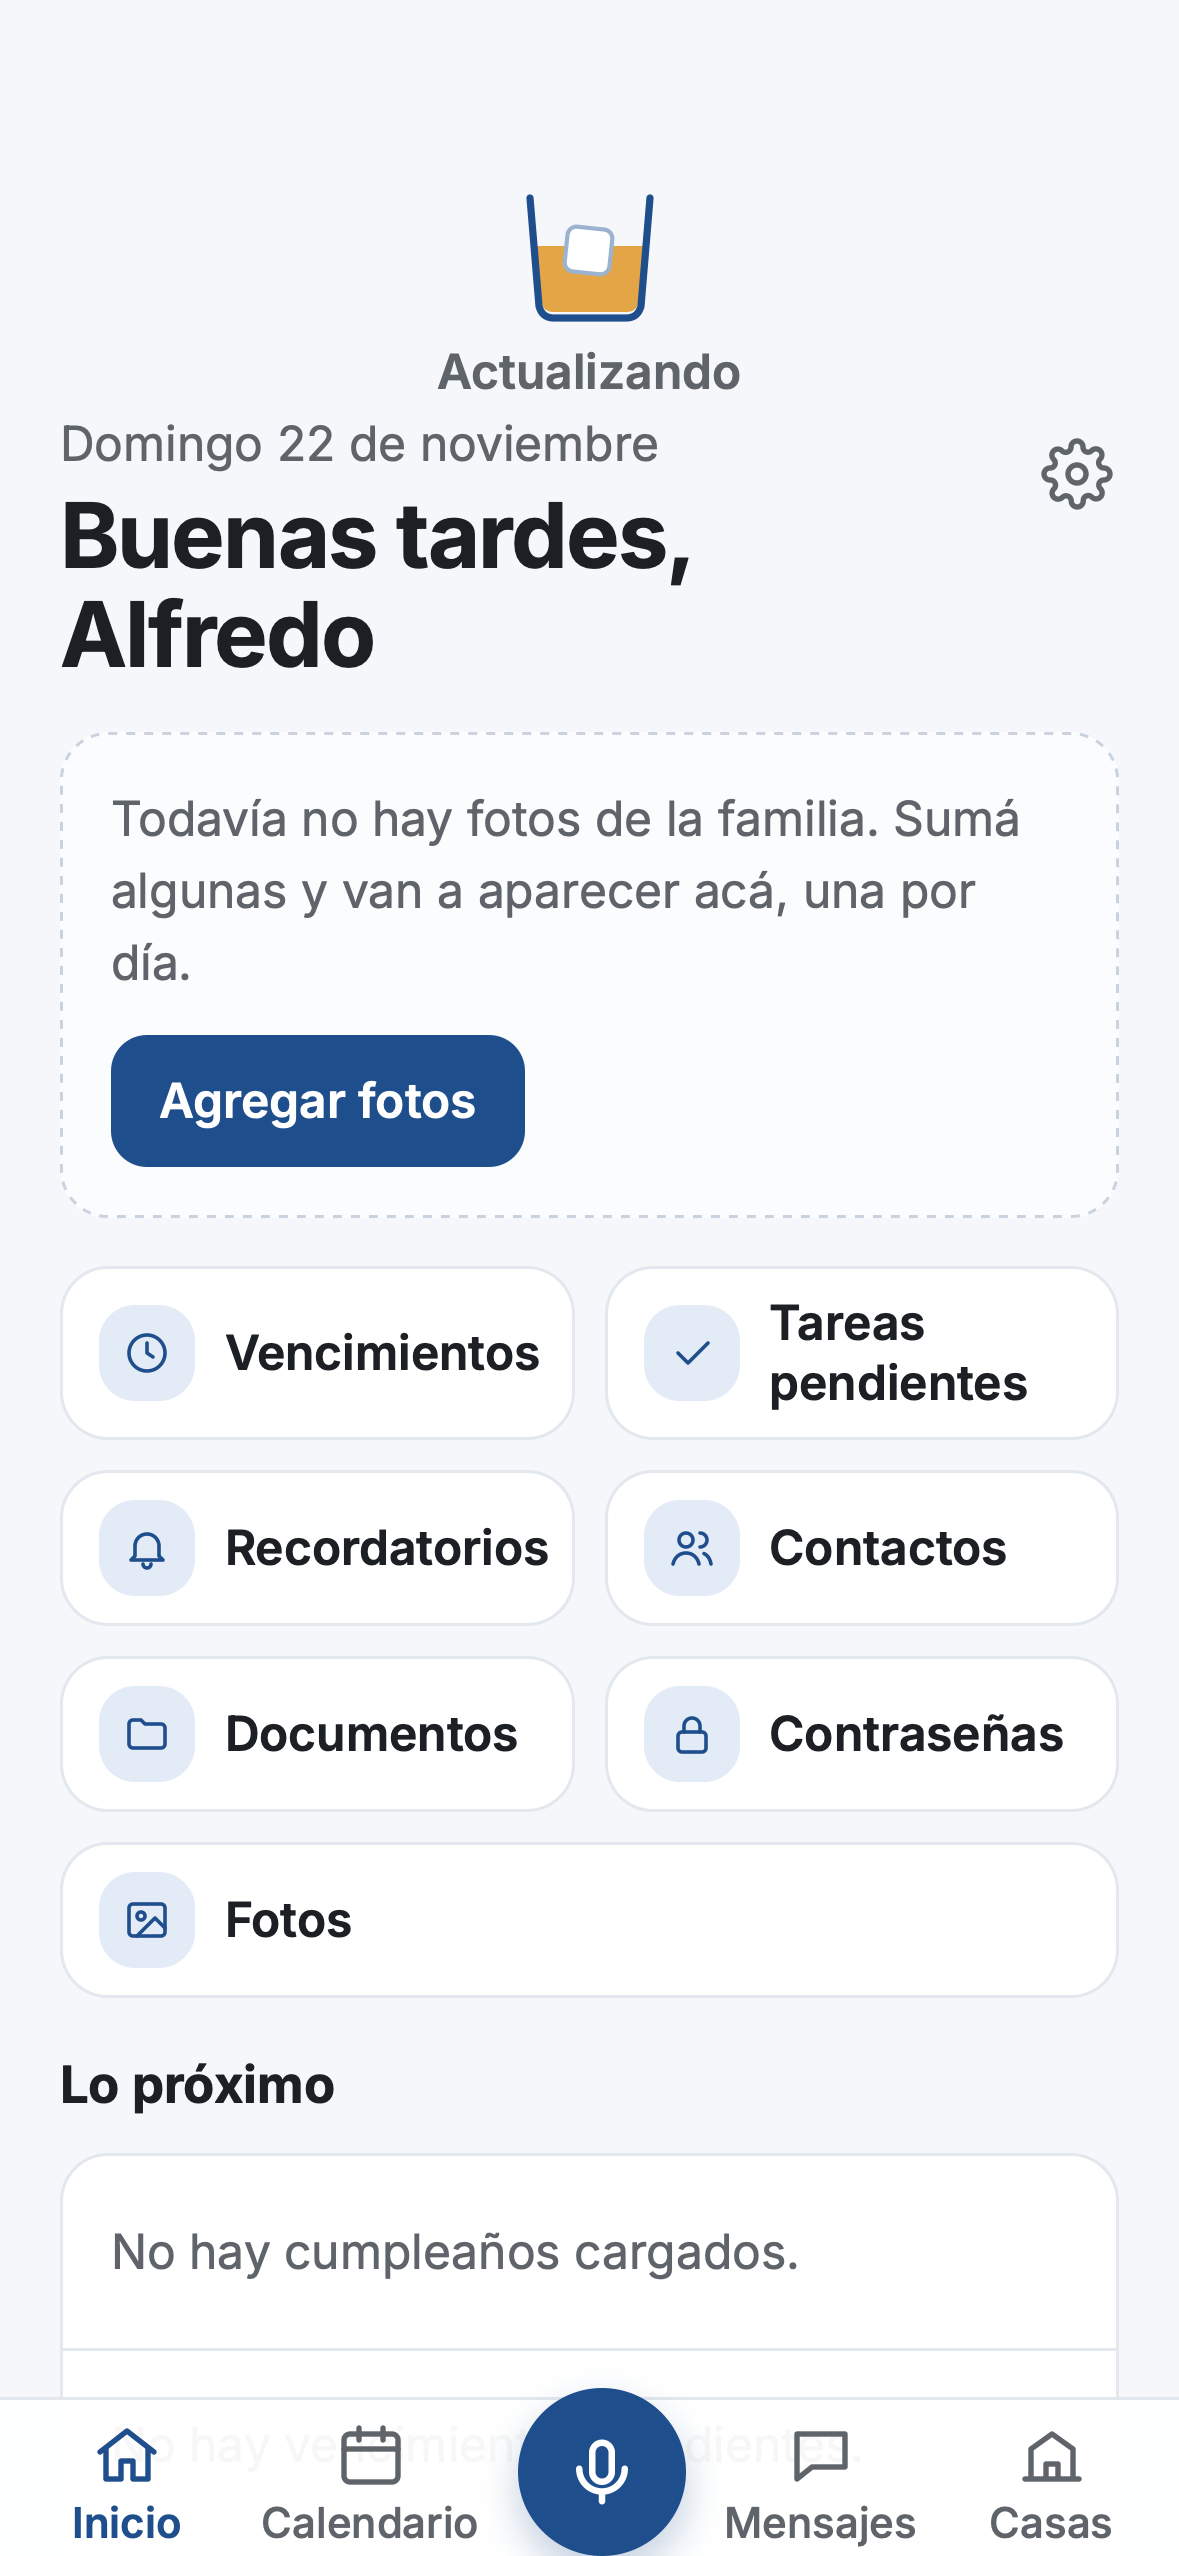 Actualizando
Domingo 22 de noviembre
Buenas tardes,
Alfredo
Todavía no hay fotos de la familia. Sumá
algunas y van a aparecer acá, una por
día.
Agregar fotos
Vencimientos
Tareas
pendientes
Recordatorios
Contactos
Documentos
Contraseñas
Fotos
Lo próximo
No hay cumpleaños cargados.
No hay
Inicio
Calendario
Mensajes
Casas